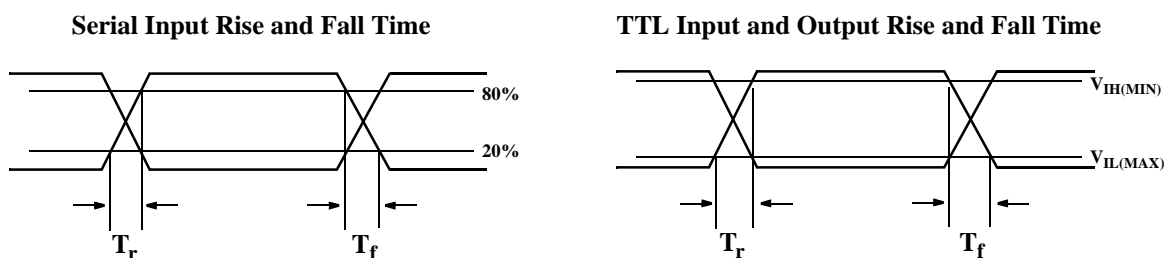 Serial Input Rise and Fall Time
80%
20%
Tr
Tf
TTL Input and Output Rise and Fall Time
VIH(MIN)
VIL(MAX)
Tr
Tf